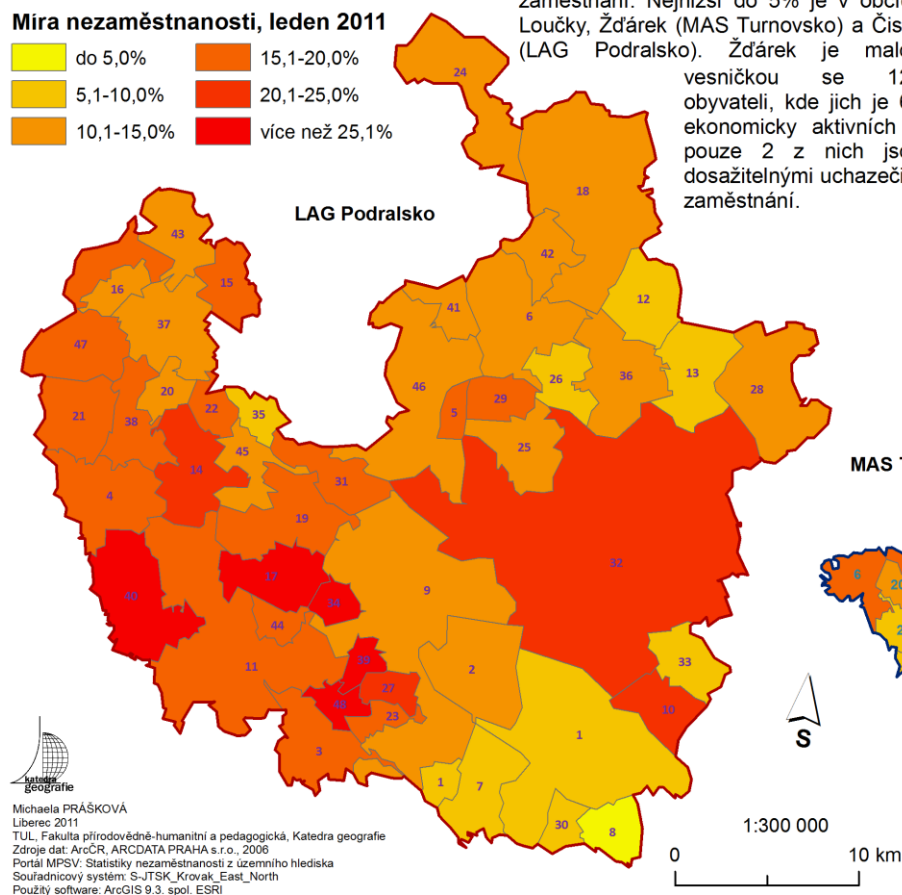 Míra nezaměstnanosti, leden 2011
do 5,0%
5,1-10,0%
10,1-15,0%
15,1-20,0%
20,1-25,0%
více než 25,1%
zaměstnání. Nejnižší do 5% je v obcích
Loučky, Žďárek (MAS Turnovsko) a
(LAG Podralsko). Žďárek je
vesničkou se
obyvateli, kde jich je
ekonomicky aktivních
pouze 2 z nich
dosažitelnými
zaměstnání.
LAG Podralsko
24
18
43
15
16
42
12
41
6
37
47
13
36
26
28
46
20
22
35
5
29
21
38
45
25
14
31
4
19
32
17
40
34
9
44
39
33
11
2
27
10
48
23
1
3
1
7
30
8
MAS
6
S
katedra
geografie
Michaela PRÁŠKOVÁ
Liberec 2011
TUL, Fakulta přírodovědně-humanitní a pedagogická, Katedra geografie
Zdroje dat: ArcČR, ARCDATA PRAHA s.r.o., 2006
Portál MPSV: Statistiky nezaměstnanosti z územního hlediska
Souřadnicový systém: S-JTSK_Krovak_East_North
Použitý software: ArcGIS 9.3. spol. ESRI
1:300 000
0
10 km